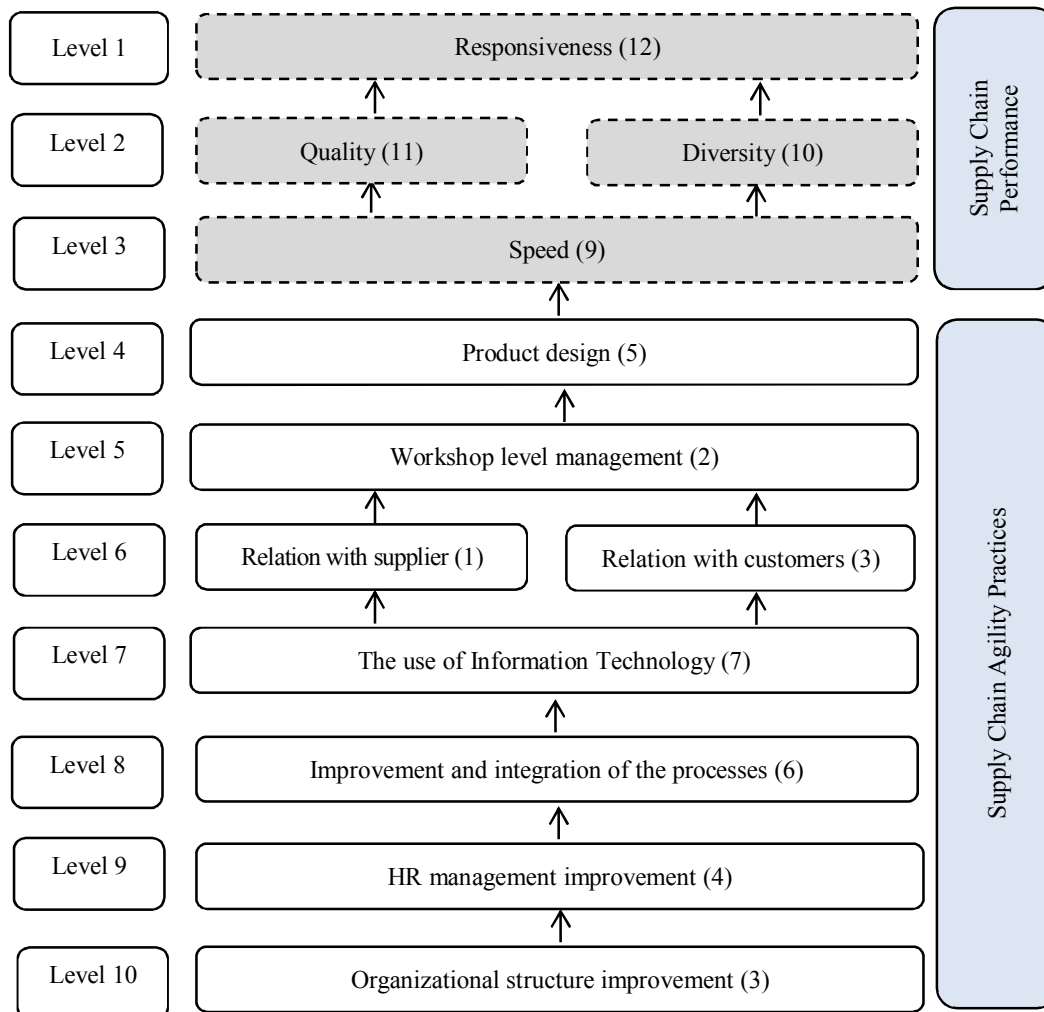 Level 1
Responsiveness (12)
Level 2
Quality (11)
Diversity (10)
Level 3
Speed (9)
Supply Chain
Performance
Level 4
Product design (5)
Level 5
Workshop level management (2)
Level 6
Relation with supplier (1)
Relation with customers (3)
Level 7
The use of Information Technology (7)
Level 8
Improvement and integration of the processes (6)
Level 9
HR management improvement (4)
Level 10
Organizational structure improvement (3)
Supply Chain Agility Practices